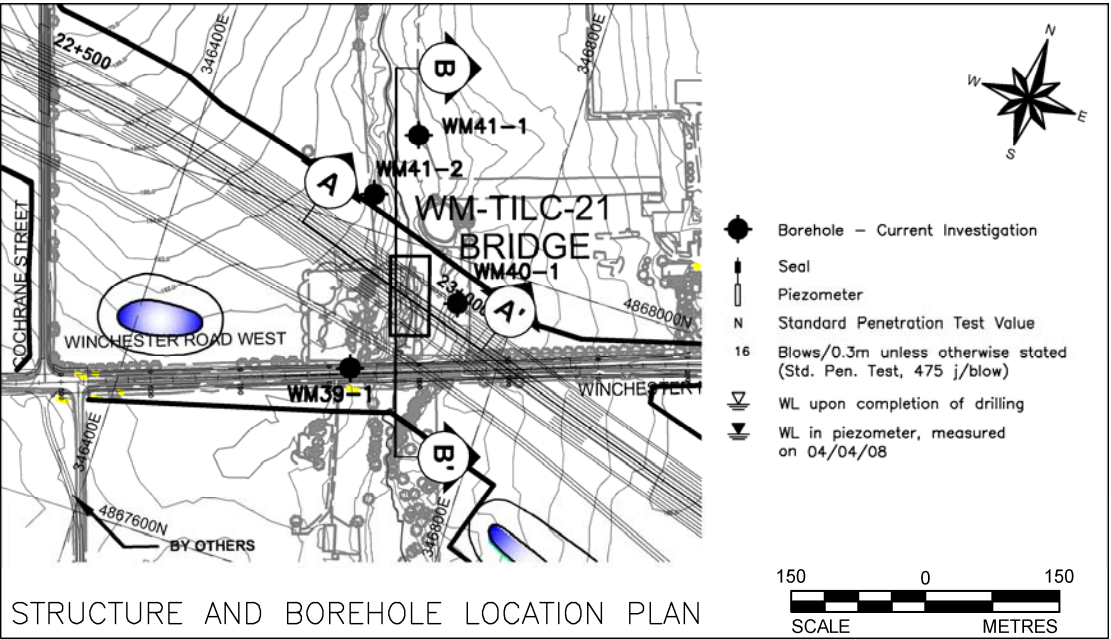 22+500
346400E
346800E
B
WM41-1
WM41-2
A
WM-TILC-21
BRIDGE
WM40-1
23+000
A'
4868000N
COCHRANE STREET
WINCHESTER ROAD WEST
WM39-1
WINCHESTER
346400E
B'
346800E
4867600N
BY OTHERS
STRUCTURE AND BOREHOLE LOCATION PLAN
N
W
E
S
Borehole – Current Investigation
Seal
Piezometer
N Standard Penetration Test Value
16 Blows/0.3m unless otherwise stated
(Std. Pen. Test, 475 j/blow)
WL upon completion of drilling
WL in piezometer, measured
on 04/04/08
150 0 150
SCALE METRES